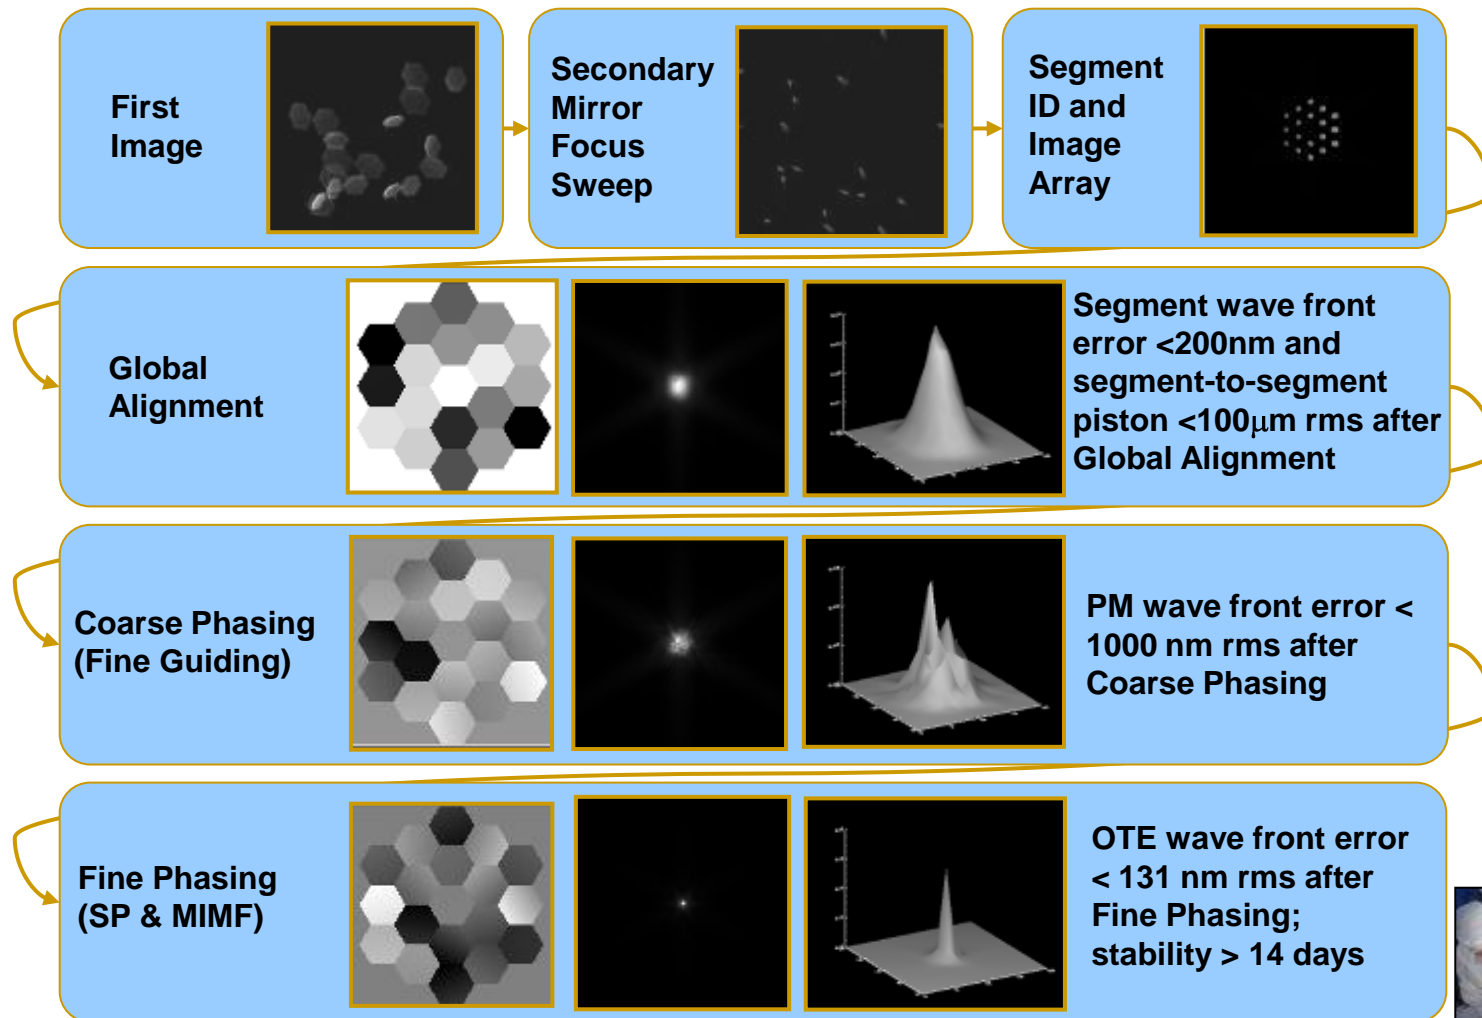 First
Image
Secondary
Mirror
Focus
Sweep
Segment
ID and
Image
Array
Global
Alignment
Segment wave front
error <200nm and
segment-to-segment
piston <100μm rms after
Global Alignment
Coarse Phasing
(Fine Guiding)
PM wave front error <
1000 nm rms after
Coarse Phasing
Fine Phasing
(SP & MIMF)
OTE wave front error
< 131 nm rms after
Fine Phasing;
stability > 14 days